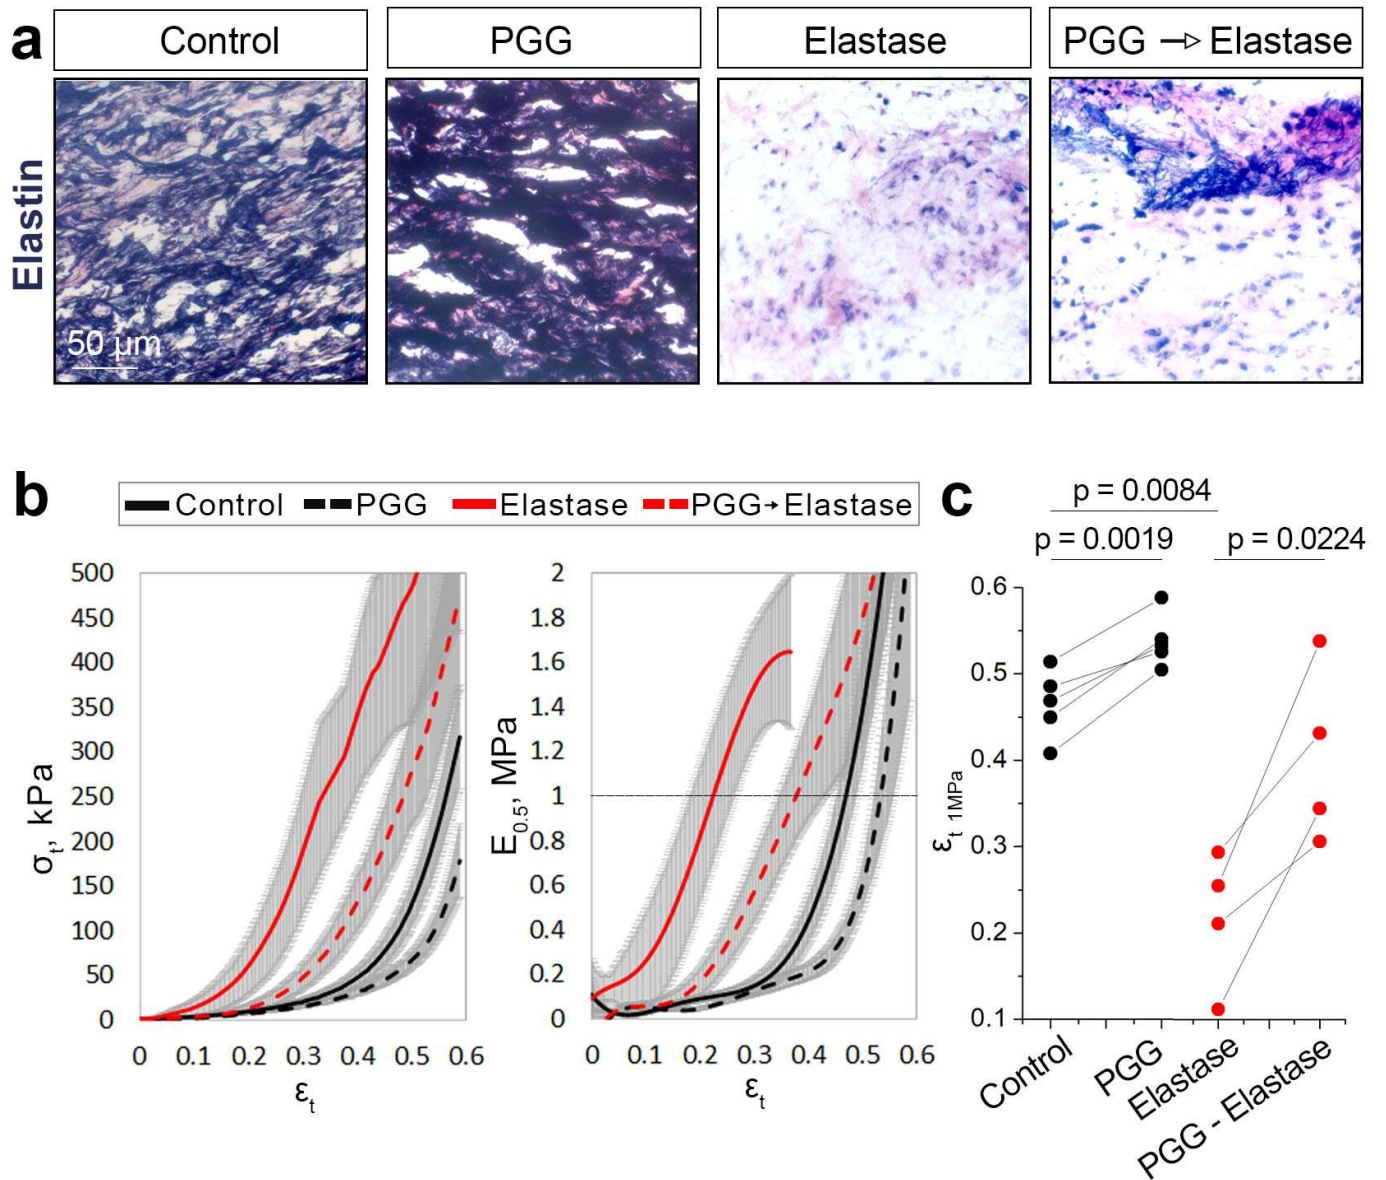 a
Control
PGG
Elastase
PGG → Elastase
Elastin
50 µm
b
Control
PGG
Elastase
PGG→Elastase
c
p = 0.0084
p = 0.0019
p = 0.0224
σt, kPa
500
450
400
350
300
250
200
150
100
50
0
0
0.1
0.2
0.3
0.4
0.5
0.6
εt
E0.5, MPa
2
1.8
1.6
1.4
1.2
1
0.8
0.6
0.4
0.2
0
0
0.1
0.2
0.3
0.4
0.5
0.6
εt
εt 1MPa
0.6
0.5
0.4
0.3
0.2
0.1
Control
PGG
Elastase
PGG - Elastase